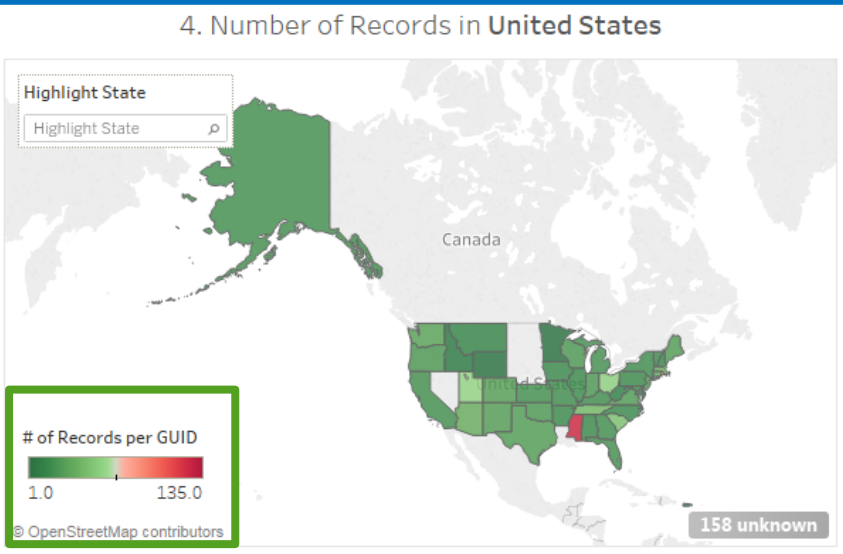 4. Number of Records in United States
Highlight State
Highlight State
Canada
United States
# of Records per GUID
1.0 135.0
© OpenStreetMap contributors
158 unknown